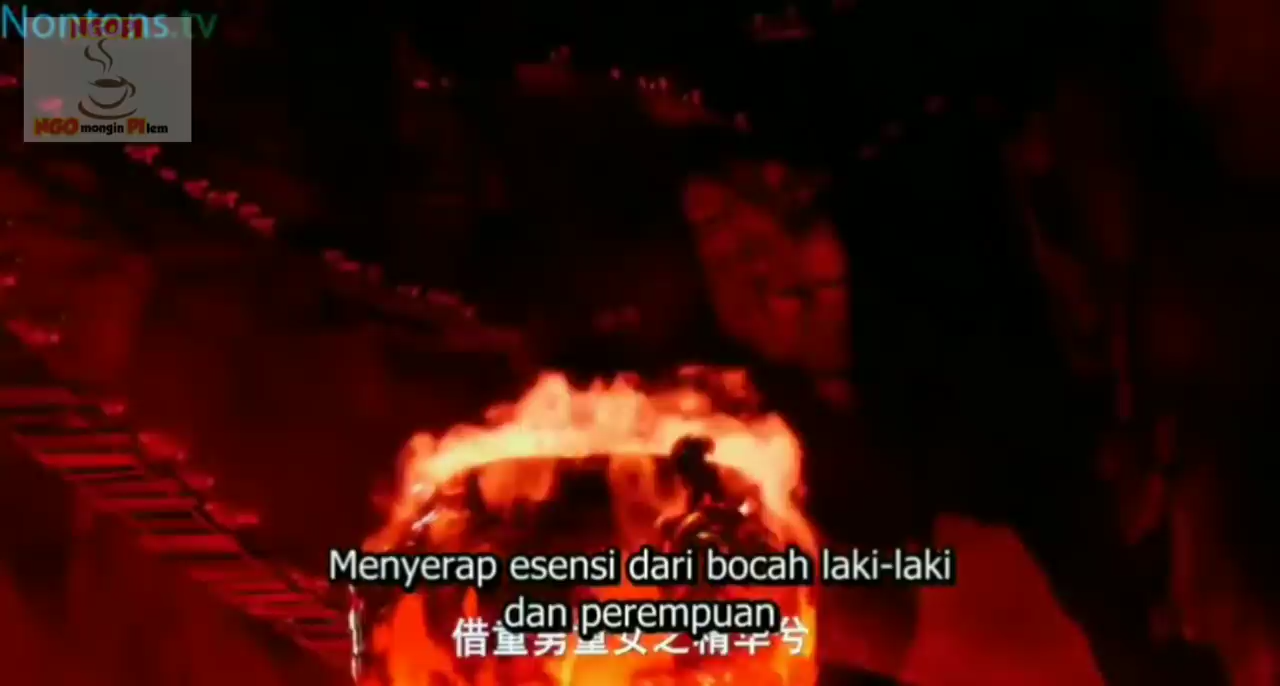 Nontons.tv
NGOPI
NGOmongin PIlem
Menyerap esensi dari bocah laki-laki
dan perempuan
借童男童女之精华兮